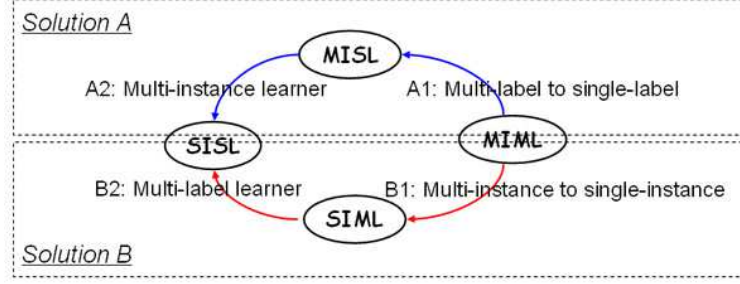 Solution A
MISL
A2: Multi-instance learner
A1: Multi-label to single-label
SISL
MIML
B2: Multi-label learner
B1: Multi-instance to single-instance
SIML
Solution B